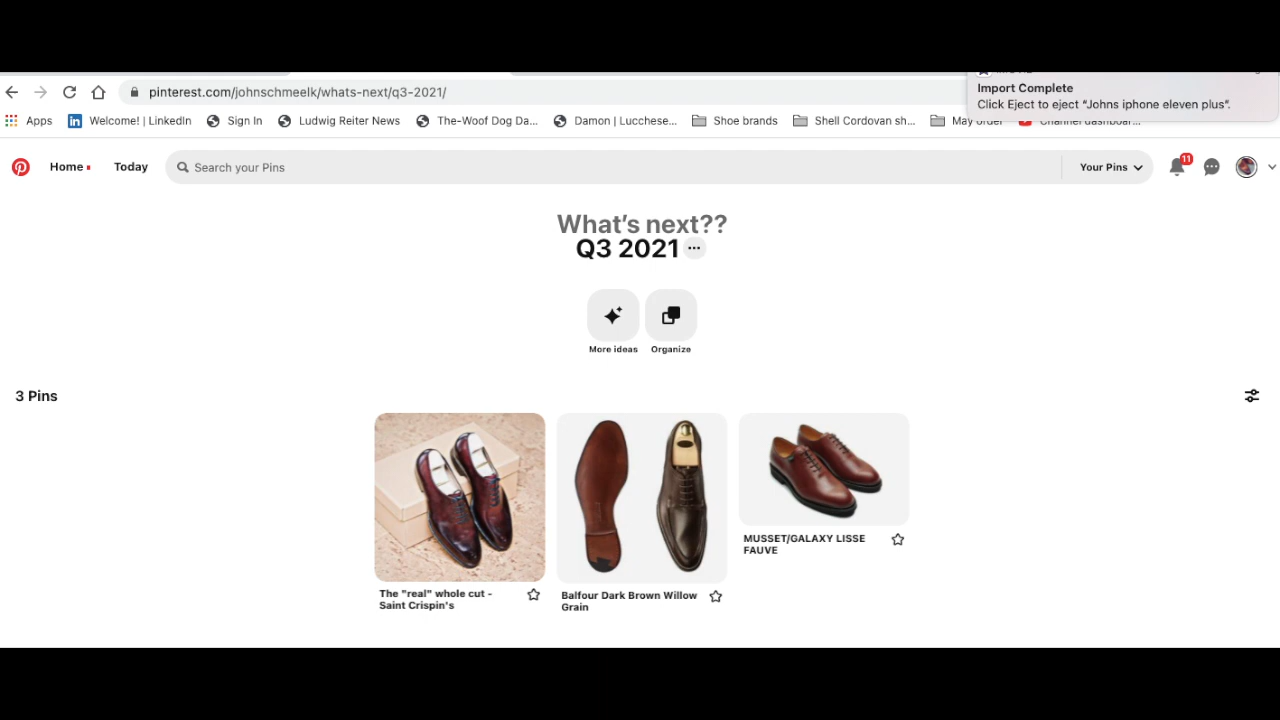 pinterest.com/johnschmeelk/whats-next/q3-2021/
Import Complete
Click Eject to eject “Johns iphone eleven plus”.
Apps
Welcome! | LinkedIn
Sign In
Ludwig Reiter News
The-Woof Dog Da...
Damon | Lucchese...
Shoe brands
Shell Cordovan sh...
May order
Channel dashboar...
Home
Today
Search your Pins
Your Pins
11
What's next??
Q3 2021
More ideas
Organize
3 Pins
The "real" whole cut -
Saint Crispin's
Balfour Dark Brown Willow
Grain
MUSSET/GALAXY LISSE
FAUVE